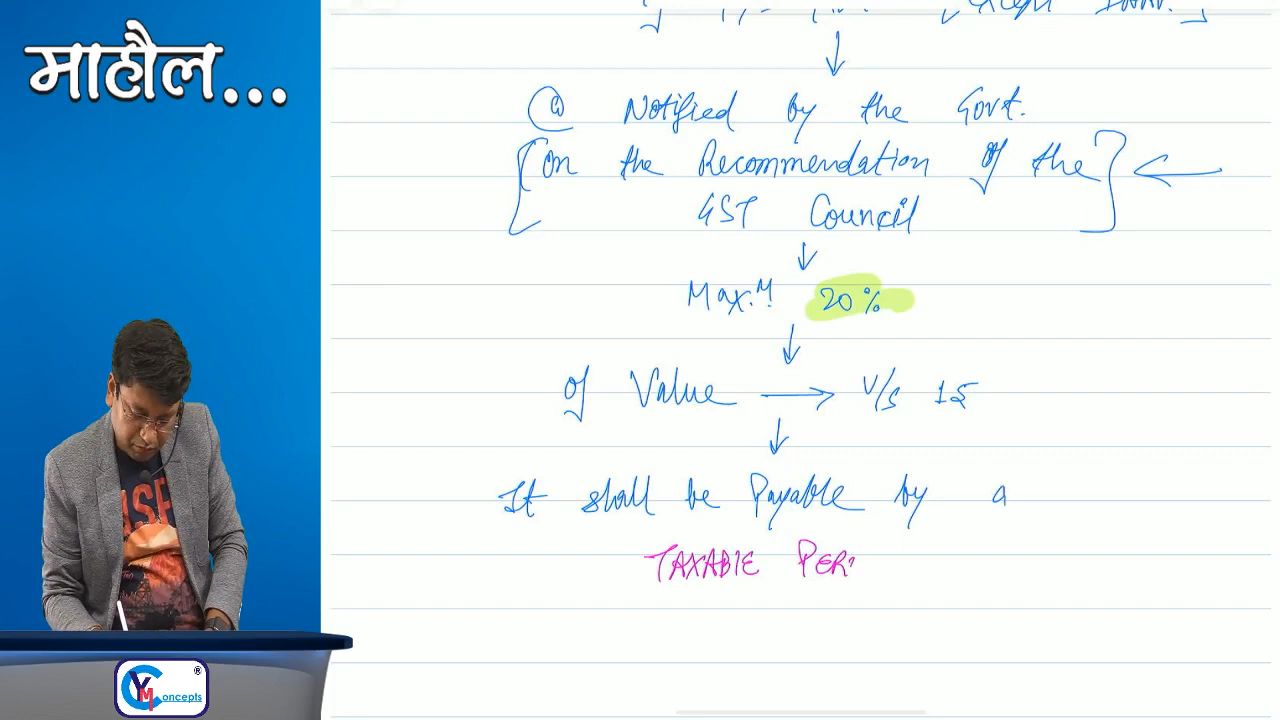 माहौल...
@ Notified by the Govt.
[on the Recommendation of the
GST Council]
Max.m 20%
of Value → u/s 15
It shall be Payable by a
TAXABLE PER
CYM
Concepts
®